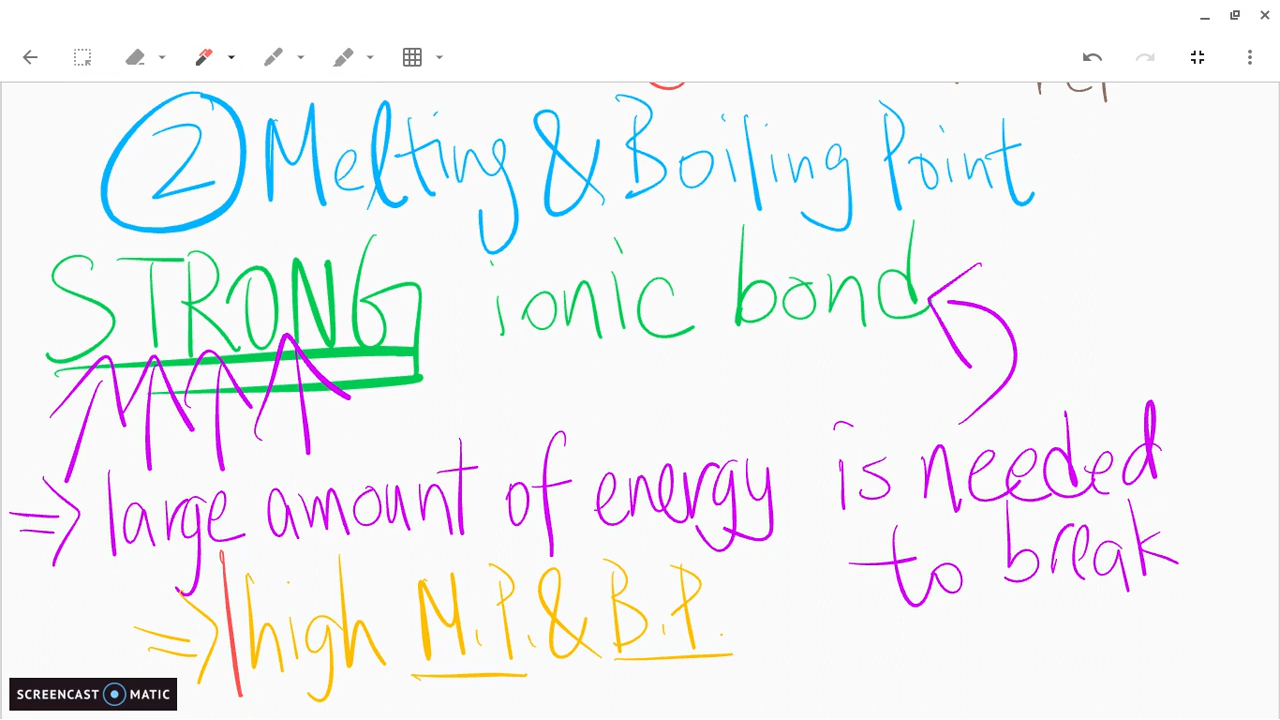 ② Melting & Boiling Point
STRONG ionic bond
⇒ large amount of energy is needed
to break
⇒ high M.P. & B.P.
SCREENCAST MATIC